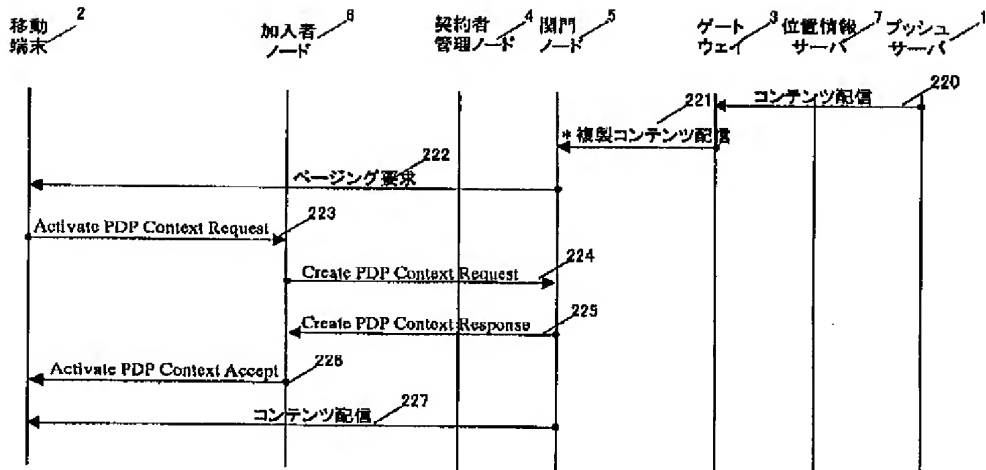 移動
端末
2
加入者
ノード
6
契約者
管理ノード
4
関門
ノード
5
ゲート
ウェイ
3
位置情報
サーバ
7
プッシュ
サーバ
1
コンテンツ配信
220
221
*複製コンテンツ配信
222
ページング要求
Activate PDP Context Request
223
Create PDP Context Request
224
Create PDP Context Response
225
Activate PDP Context Accept
226
コンテンツ配信
227